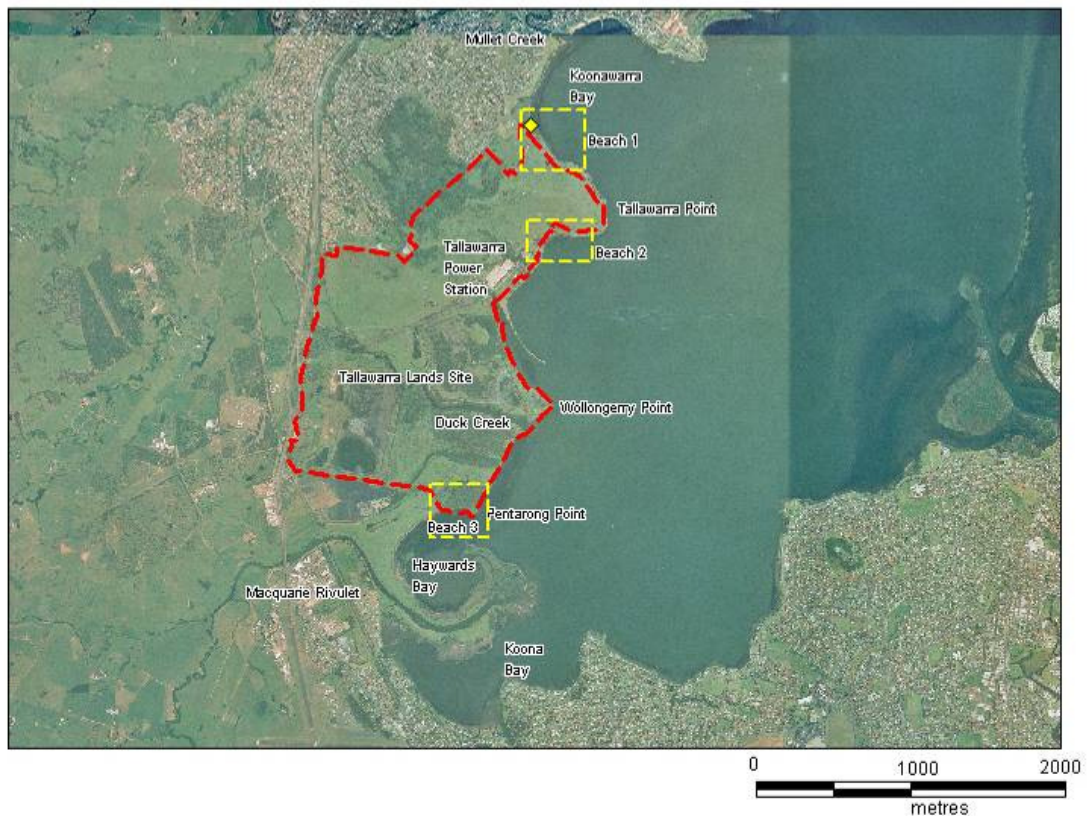 Mullet Creek
Koonawarra
Bay
Beach 1
Tallawarra Point
Tallawarra
Power
Station
Beach 2
Tallawarra Lands Site
Wollongerry Point
Duck Creek
Pentarong Point
Beach 3
Haywards
Bay
Macquarie Rivulet
Koona
Bay
0 1000 2000
metres